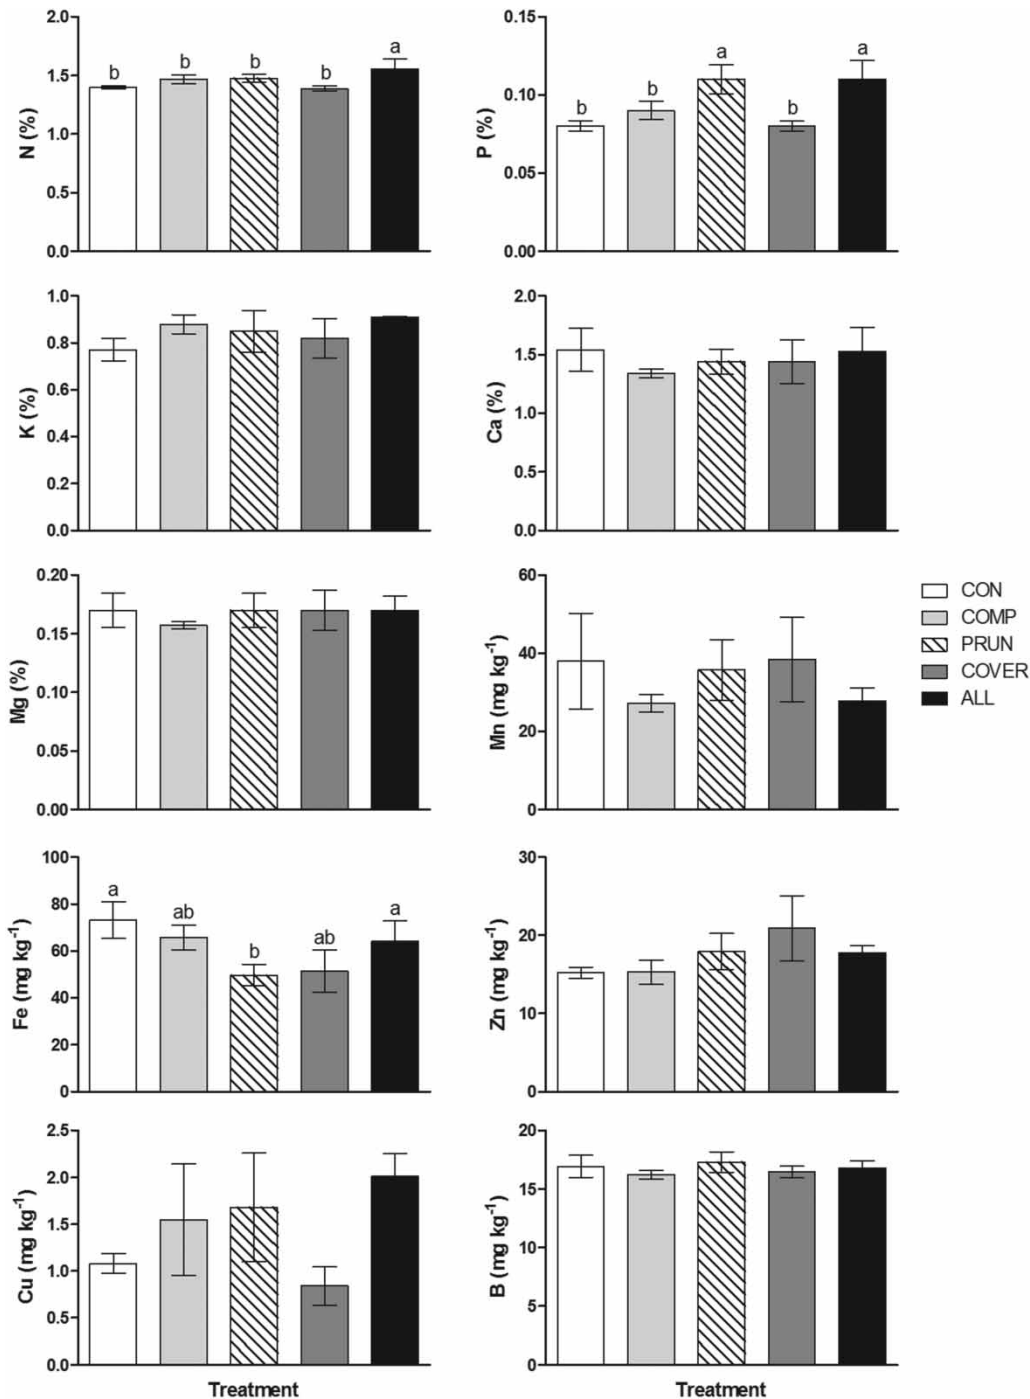 2.0
1.5
1.0
0.5
0.0
N (%)
b b b b a
0.15
0.10
0.05
0.00
P (%)
b b a b a
1.0
0.8
0.6
0.4
0.2
0.0
K (%)
2.0
1.5
1.0
0.5
0.0
Ca (%)
0.20
0.15
0.10
0.05
0.00
Mg (%)
60
40
20
0
Mn (mg kg⁻¹)
CON
COMP
PRUN
COVER
ALL
100
80
60
40
20
0
Fe (mg kg⁻¹)
a ab b ab a
30
20
10
0
Zn (mg kg⁻¹)
2.5
2.0
1.5
1.0
0.5
0.0
Cu (mg kg⁻¹)
Treatment
20
15
10
5
0
B (mg kg⁻¹)
Treatment